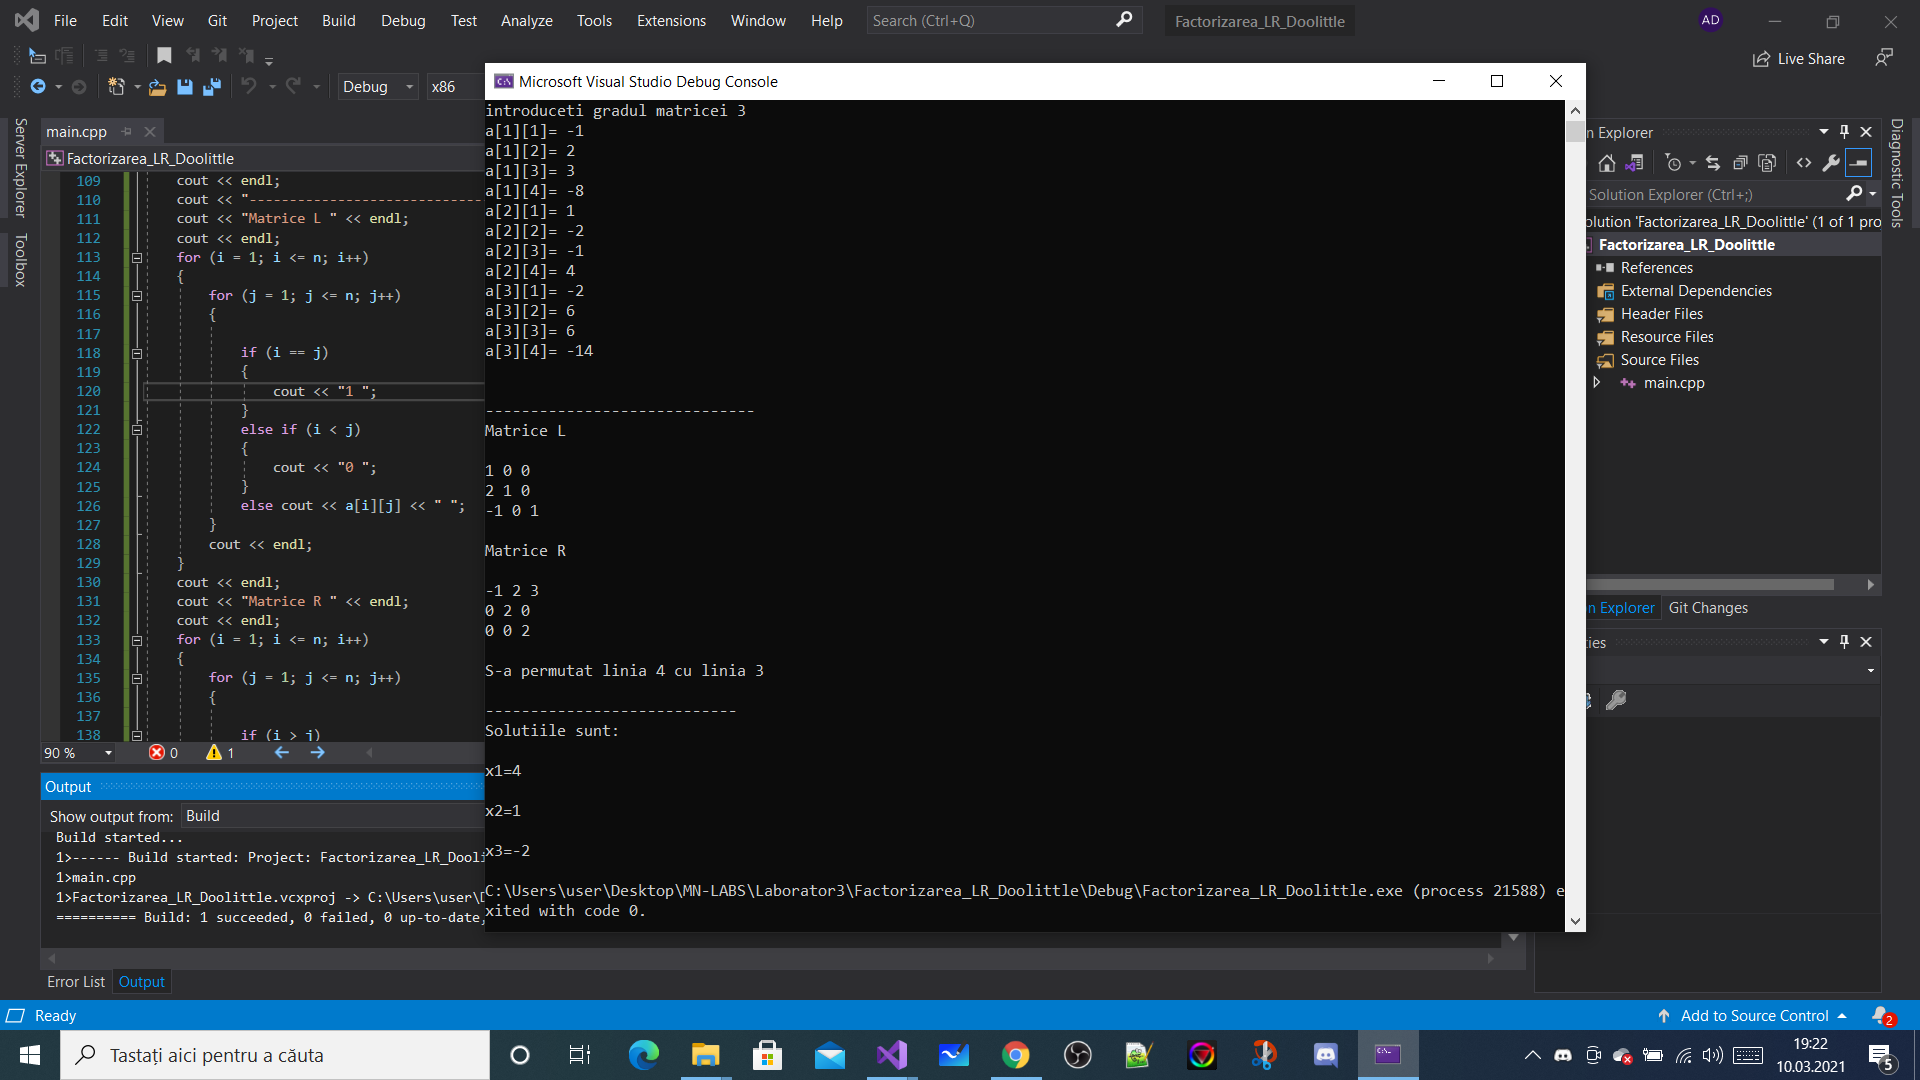 File Edit View Git Project Build Debug Test Analyze Tools Extensions Window Help Search (Ctrl+Q) Factorizarea_LR_Doolittle AD
Live Share
Debug x86
Server Explorer
Toolbox
main.cpp
Factorizarea_LR_Doolittle
109 cout << endl;
110 cout << "-----------------------------
111 cout << "Matrice L " << endl;
112 cout << endl;
113 for (i = 1; i <= n; i++)
114 {
115 for (j = 1; j <= n; j++)
116 {
117
118 if (i == j)
119 {
120 cout << "1 ";
121 }
122 else if (i < j)
123 {
124 cout << "0 ";
125 }
126 else cout << a[i][j] << " ";
127 }
128 cout << endl;
129 }
130 cout << endl;
131 cout << "Matrice R " << endl;
132 cout << endl;
133 for (i = 1; i <= n; i++)
134 {
135 for (j = 1; j <= n; j++)
136 {
137
138 if (i > j)
90 % 0 1
Output
Show output from: Build
Build started...
1>------ Build started: Project: Factorizarea_LR_Dooli
1>main.cpp
1>Factorizarea_LR_Doolittle.vcxproj -> C:\Users\user\D
========== Build: 1 succeeded, 0 failed, 0 up-to-date,
Error List Output
Microsoft Visual Studio Debug Console
introduceti gradul matricei 3
a[1][1]= -1
a[1][2]= 2
a[1][3]= 3
a[1][4]= -8
a[2][1]= 1
a[2][2]= -2
a[2][3]= -1
a[2][4]= 4
a[3][1]= -2
a[3][2]= 6
a[3][3]= 6
a[3][4]= -14
------------------------------
Matrice L
1 0 0
2 1 0
-1 0 1
Matrice R
-1 2 3
0 2 0
0 0 2
S-a permutat linia 4 cu linia 3
----------------------------
Solutiile sunt:
x1=4
x2=1
x3=-2
C:\Users\user\Desktop\MN-LABS\Laborator3\Factorizarea_LR_Doolittle\Debug\Factorizarea_LR_Doolittle.exe (process 21588) e
xited with code 0.
n Explorer
Solution Explorer (Ctrl+;)
olution 'Factorizarea_LR_Doolittle' (1 of 1 pro
Factorizarea_LR_Doolittle
References
External Dependencies
Header Files
Resource Files
Source Files
main.cpp
n Explorer Git Changes
ties
Diagnostic Tools
Ready Add to Source Control 2
Tastați aici pentru a căuta
19:22
10.03.2021
5